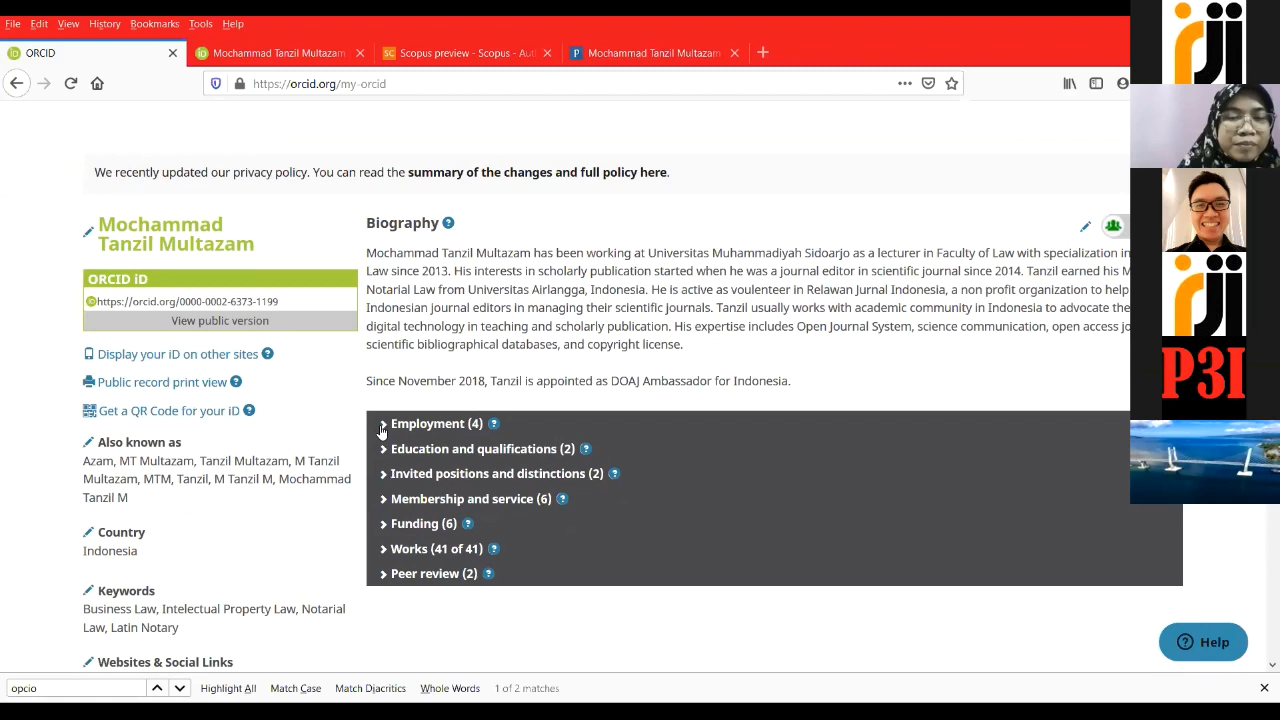 File Edit View History Bookmarks Tools Help
ORCID
Mochammad Tanzil Multazam
Scopus preview - Scopus - Aut
Mochammad Tanzil Multazam
https://orcid.org/my-orcid
We recently updated our privacy policy. You can read the summary of the changes and full policy here.
Mochammad
Tanzil Multazam
ORCID iD
https://orcid.org/0000-0002-6373-1199
View public version
Display your iD on other sites
Public record print view
Get a QR Code for your iD
Also known as
Azam, MT Multazam, Tanzil Multazam, M Tanzil
Multazam, MTM, Tanzil, M Tanzil M, Mochammad
Tanzil M
Country
Indonesia
Keywords
Business Law, Intelectual Property Law, Notarial
Law, Latin Notary
Websites & Social Links
Biography
Mochammad Tanzil Multazam has been working at Universitas Muhammadiyah Sidoarjo as a lecturer in Faculty of Law with specialization in
Law since 2013. His interests in scholarly publication started when he was a journal editor in scientific journal since 2014. Tanzil earned his M
Notarial Law from Universitas Airlangga, Indonesia. He is active as voulenteer in Relawan Jurnal Indonesia, a non profit organization to help
Indonesian journal editors in managing their scientific journals. Tanzil usually works with academic community in Indonesia to advocate the
digital technology in teaching and scholarly publication. His expertise includes Open Journal System, science communication, open access jo
scientific bibliographical databases, and copyright license.
Since November 2018, Tanzil is appointed as DOAJ Ambassador for Indonesia.
Employment (4)
Education and qualifications (2)
Invited positions and distinctions (2)
Membership and service (6)
Funding (6)
Works (41 of 41)
Peer review (2)
Help
opcio
Highlight All Match Case Match Diacritics Whole Words 1 of 2 matches
rji
rji
P3I